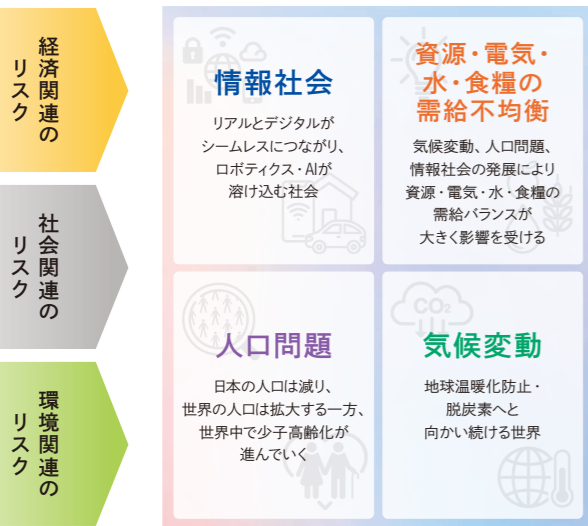 経済関連の
リスク
社会関連の
リスク
環境関連の
リスク
情報社会
リアルとデジタルが
シームレスにつながり、
ロボティクス・AIが
溶け込む社会
資源・電気・
水・食糧の
需給不均衡
気候変動、人口問題、
情報社会の発展により
資源・電気・水・食糧の
需給バランスが
大きく影響を受ける
人口問題
日本の人口は減り、
世界の人口は拡大する一方、
世界中で少子高齢化が
進んでいく
CO₂
気候変動
地球温暖化防止・
脱炭素へと
向かい続ける世界